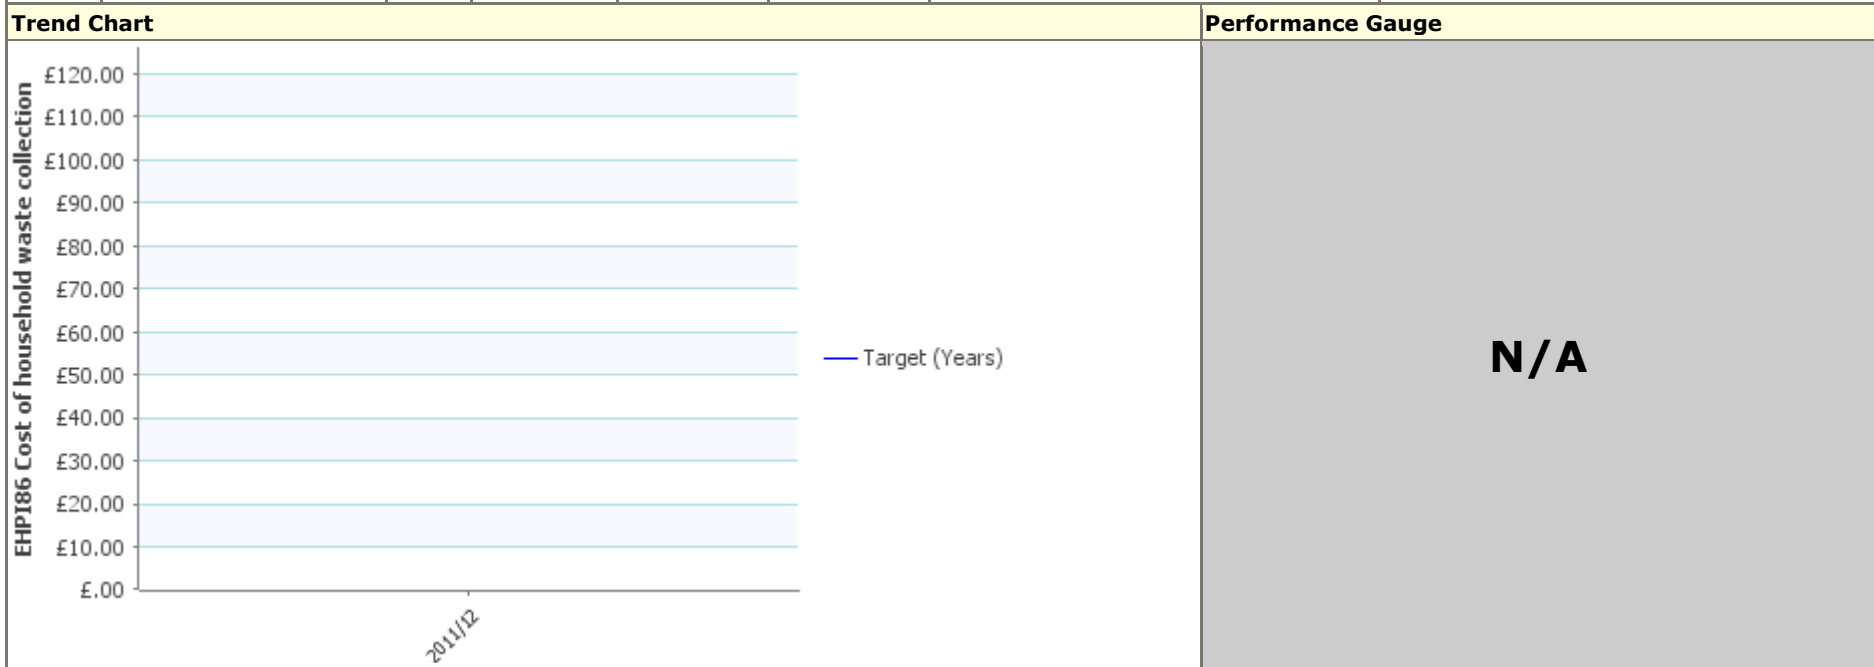 Trend Chart
Performance Gauge
EHPI86 Cost of household waste collection
£120.00
£110.00
£100.00
£90.00
£80.00
£70.00
£60.00
£50.00
£40.00
£30.00
£20.00
£10.00
£.00
2011/12
Target (Years)
N/A